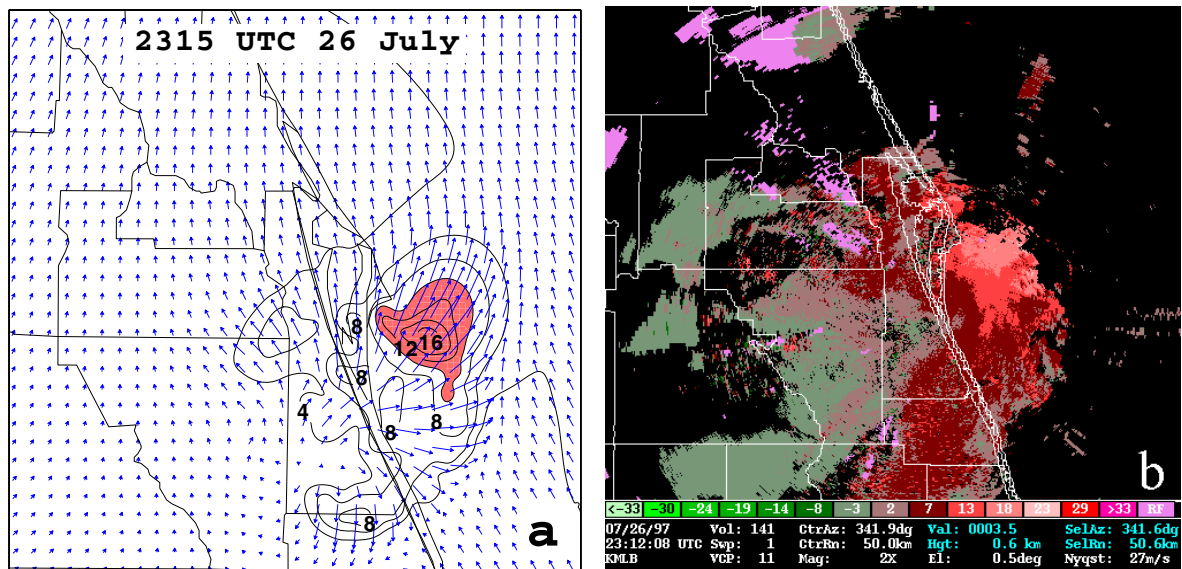 2315 UTC 26 July
8
12 16
8
4
8
8
8
a
b
<-33 -30 -24 -19 -14 -8 -3 2 7 13 18 23 29 >33 RF
07/26/97 Vol: 141 CtrAz: 341.9dg Val: 0003.5 SelAz: 341.6dg
23:12:08 UTC Swp: 1 CtrRn: 50.0km Hgt: 0.6 km SelRn: 50.6km
KMLB VCP: 11 Mag: 2X El: 0.5deg Nyqst: 27m/s